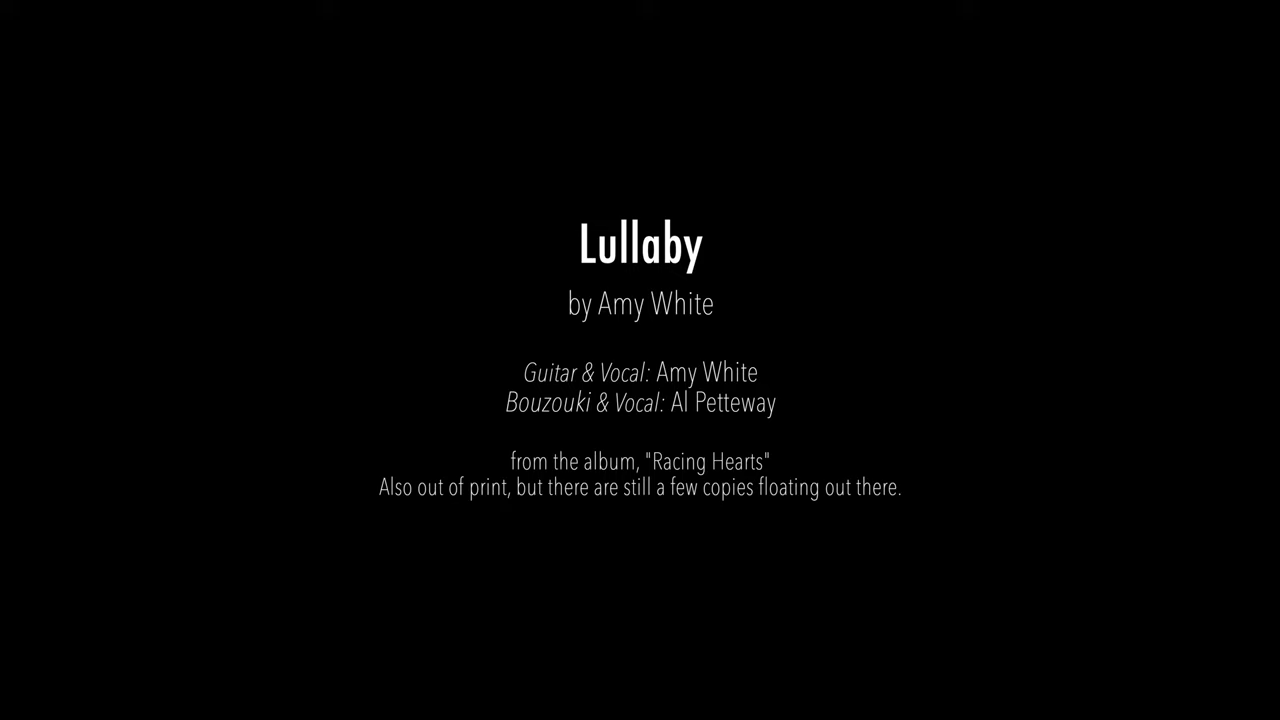 Lullaby
by Amy White
Guitar & Vocal: Amy White
Bouzouki & Vocal: Al Petteway
from the album, "Racing Hearts"
Also out of print, but there are still a few copies floating out there.